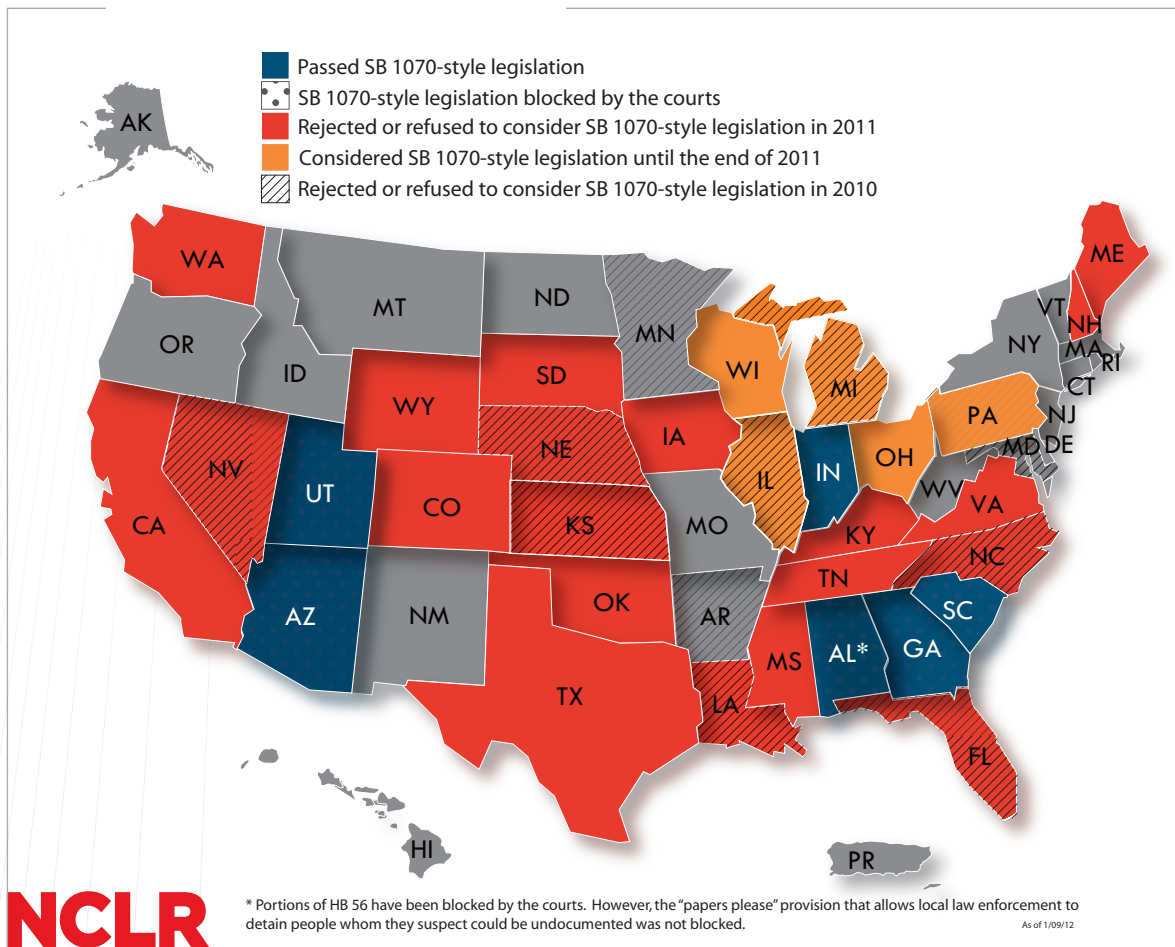 Passed SB 1070-style legislation
SB 1070-style legislation blocked by the courts
Rejected or refused to consider SB 1070-style legislation in 2011
Considered SB 1070-style legislation until the end of 2011
Rejected or refused to consider SB 1070-style legislation in 2010
AK
WA
ME
MT
ND
VT
MN
NH
OR
NY
MA
WI
RI
ID
SD
MI
CT
WY
PA
NJ
IA
NE
OH
DE
MD
NV
IN
IL
UT
WV
CO
VA
CA
MO
KS
KY
NC
TN
OK
AZ
NM
AR
SC
GA
AL*
MS
TX
LA
FL
HI
PR
NCLR
* Portions of HB 56 have been blocked by the courts. However, the "papers please" provision that allows local law enforcement to
detain people whom they suspect could be undocumented was not blocked.
As of 1/09/12